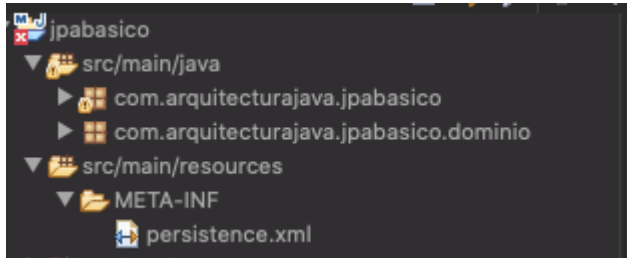 jpabasico
src/main/java
com.arquitecturajava.jpabasico
com.arquitecturajava.jpabasico.dominio
src/main/resources
META-INF
persistence.xml